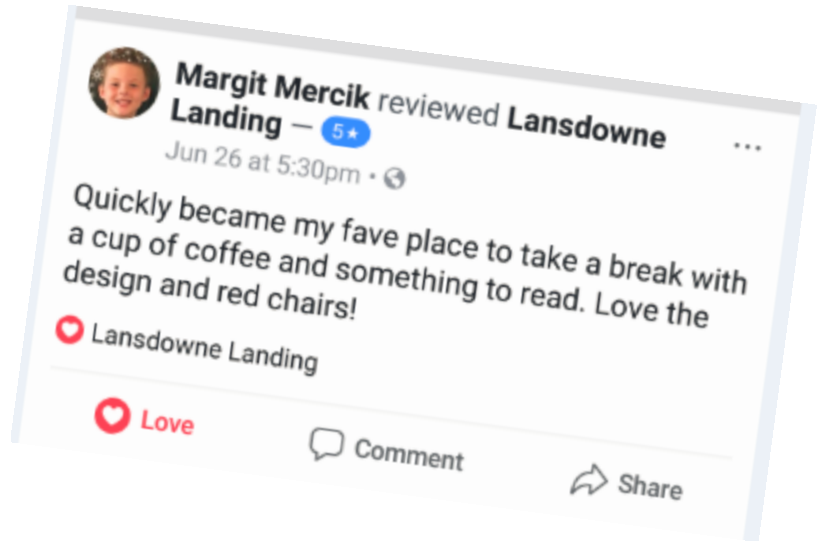 Margit Mercik reviewed Lansdowne
Landing — 5★
Jun 26 at 5:30pm •
Quickly became my fave place to take a break with
a cup of coffee and something to read. Love the
design and red chairs!
Lansdowne Landing
Love Comment Share